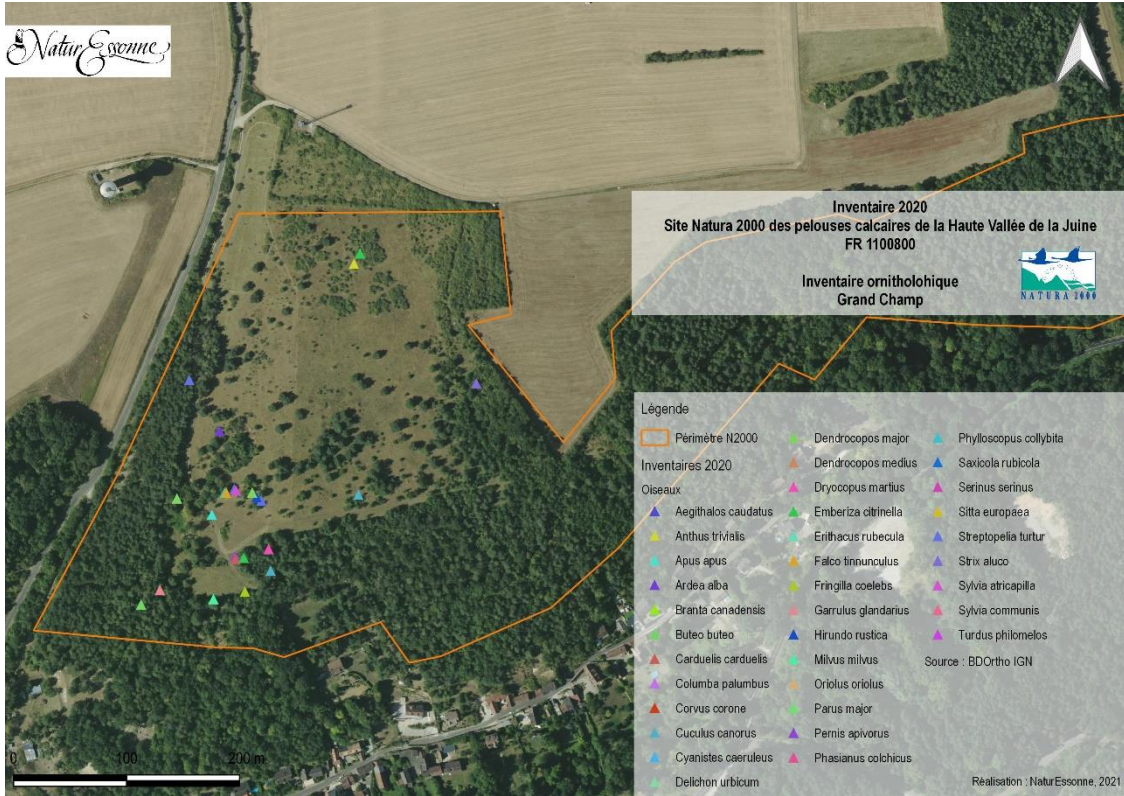 NaturEssonne
Inventaire 2020
Site Natura 2000 des pelouses calcaires de la Haute Vallée de la Juine
FR 1100800
Inventaire ornitholohique
Grand Champ
NATURA 2000
Légende
Périmètre N2000
Inventaires 2020
Oiseaux
Aegithalos caudatus
Anthus trivialis
Apus apus
Ardea alba
Branta canadensis
Buteo buteo
Carduelis carduelis
Columba palumbus
Corvus corone
Cuculus canorus
Cyanistes caeruleus
Delichon urbicum
Dendrocopos major
Dendrocopos medius
Dryocopus martius
Emberiza citrinella
Erithacus rubecula
Falco tinnunculus
Fringilla coelebs
Garrulus glandarius
Hirundo rustica
Milvus milvus
Oriolus oriolus
Parus major
Pernis apivorus
Phasianus colchicus
Phylloscopus collybita
Saxicola rubicola
Serinus serinus
Sitta europaea
Streptopelia turtur
Strix aluco
Sylvia atricapilla
Sylvia communis
Turdus philomelos
Source : BDOrtho IGN
0 100 200 m
Réalisation : NaturEssonne, 2021